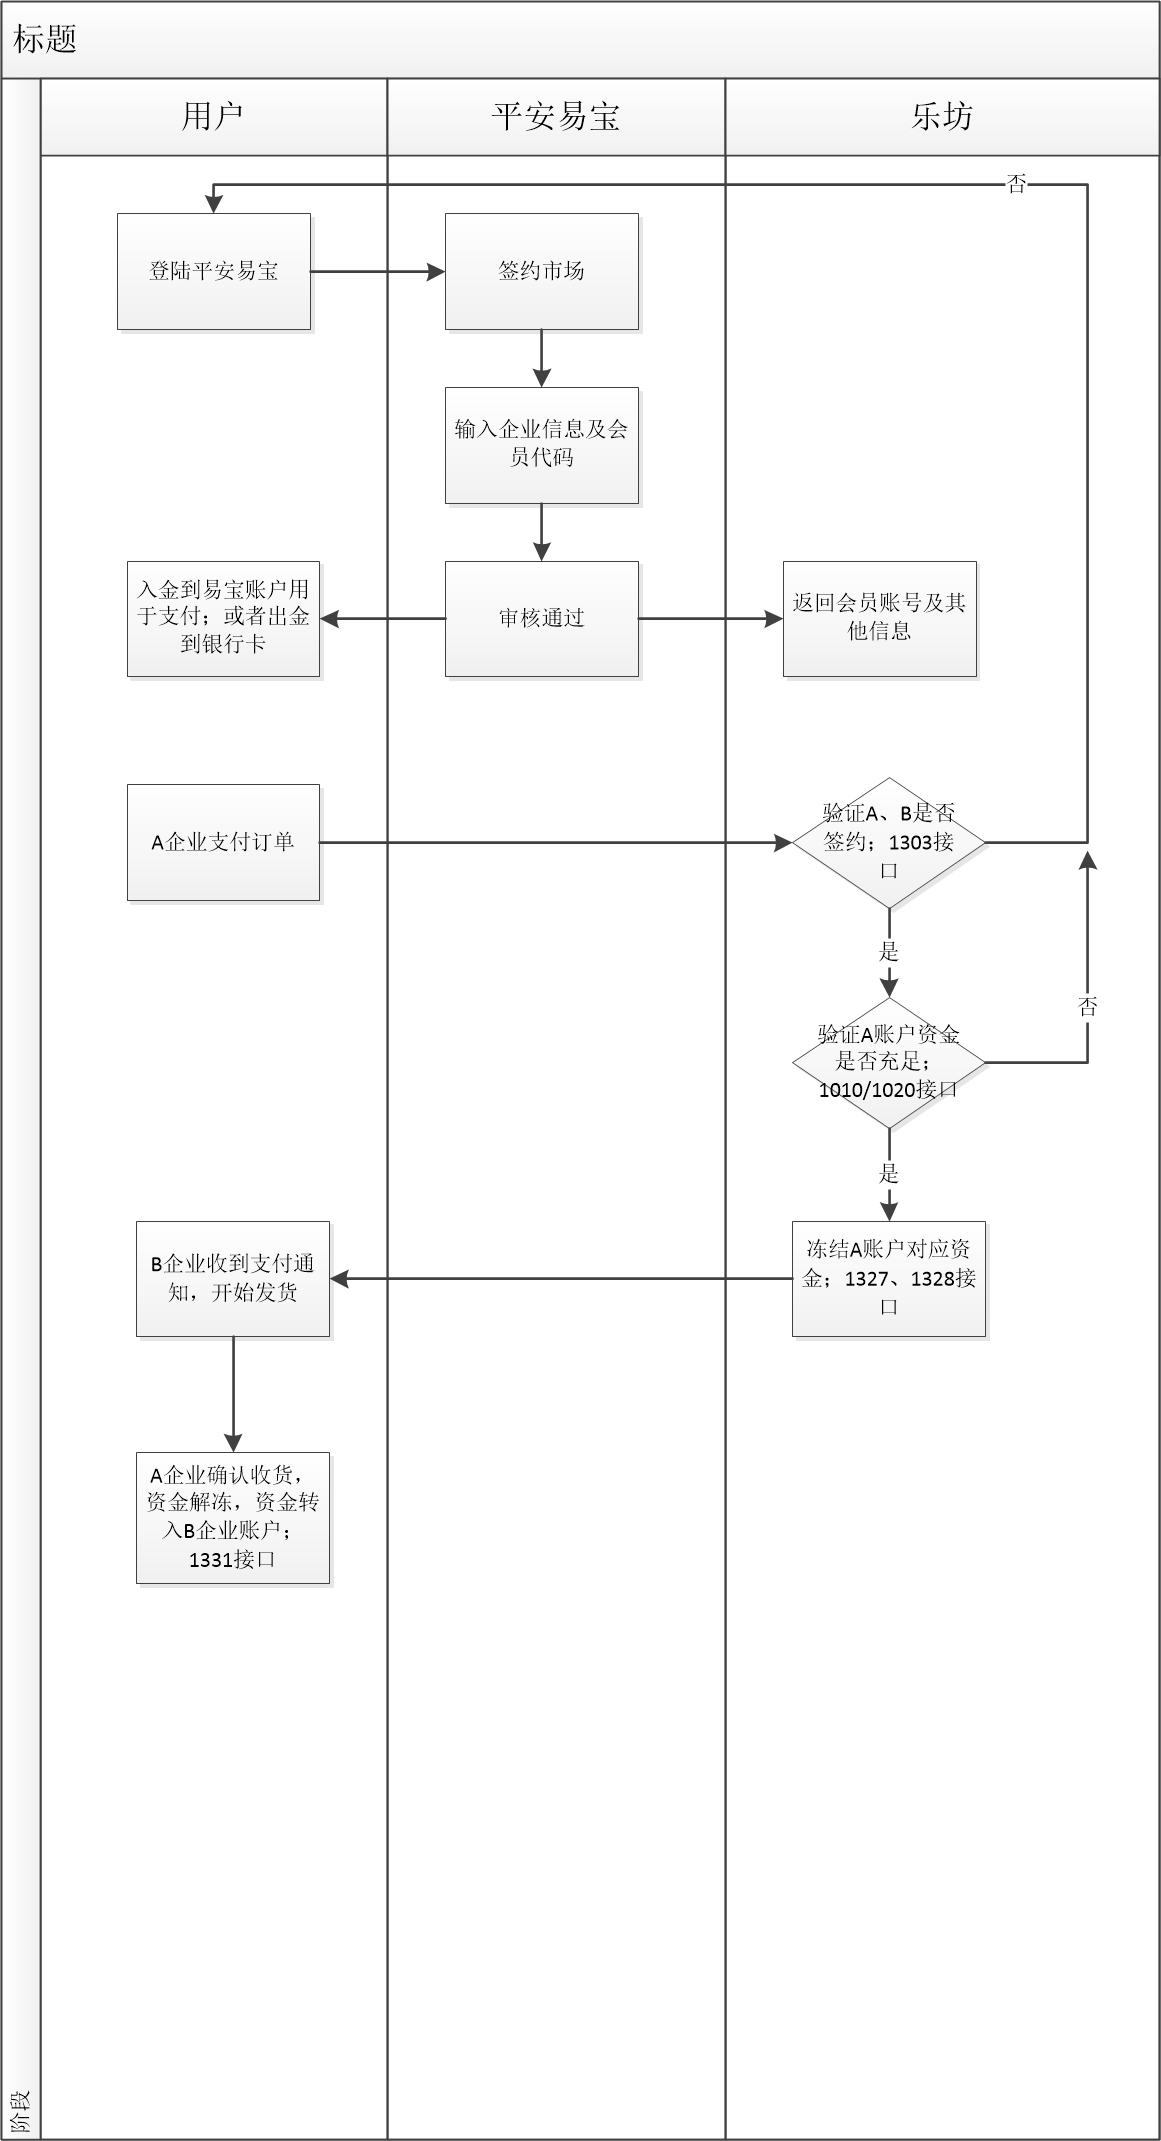 标题
用户
平安易宝
乐坊
否
登陆平安易宝
签约市场
输入企业信息及会
员代码
入金到易宝账户用
于支付；或者出金
到银行卡
审核通过
返回会员账号及其
他信息
A企业支付订单
验证A、B是否
签约；1303接
口
是
否
验证A账户资金
是否充足；
1010/1020接口
是
B企业收到支付通
知，开始发货
冻结A账户对应资
金；1327、1328接
口
A企业确认收货，
资金解冻，资金转
入B企业账户；
1331接口
阶段